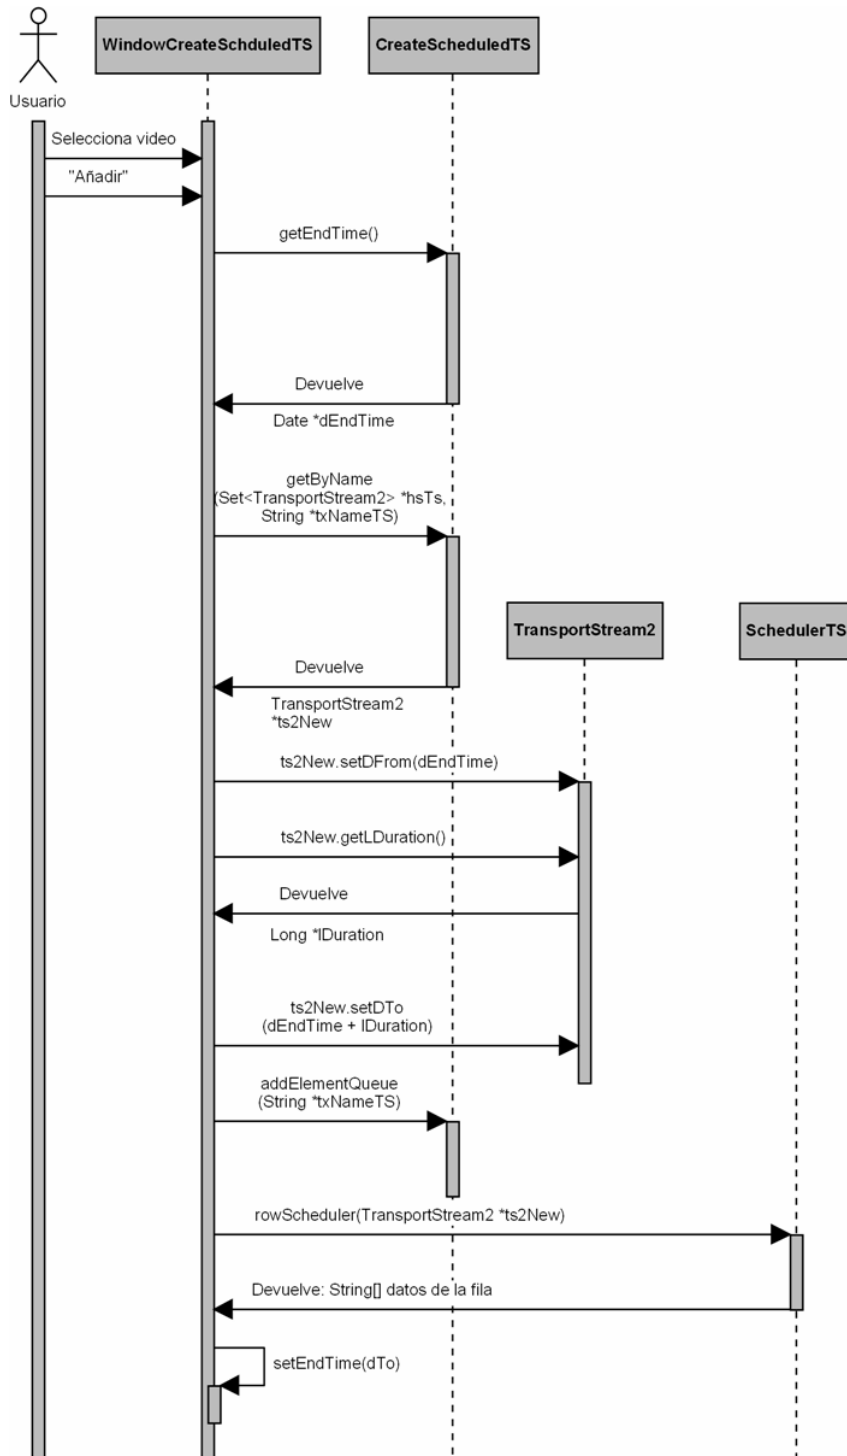 WindowCreateSchduledTS
CreateScheduledTS
Usuario
Selecciona video
"Añadir"
getEndTime()
Devuelve
Date *dEndTime
getByName
(Set<TransportStream2> *hsTs,
String *txNameTS)
TransportStream2
SchedulerTS
Devuelve
TransportStream2
*ts2New
ts2New.setDFrom(dEndTime)
ts2New.getLDuration()
Devuelve
Long *lDuration
ts2New.setDTo
(dEndTime + lDuration)
addElementQueue
(String *txNameTS)
rowScheduler(TransportStream2 *ts2New)
Devuelve: String[] datos de la fila
setEndTime(dTo)